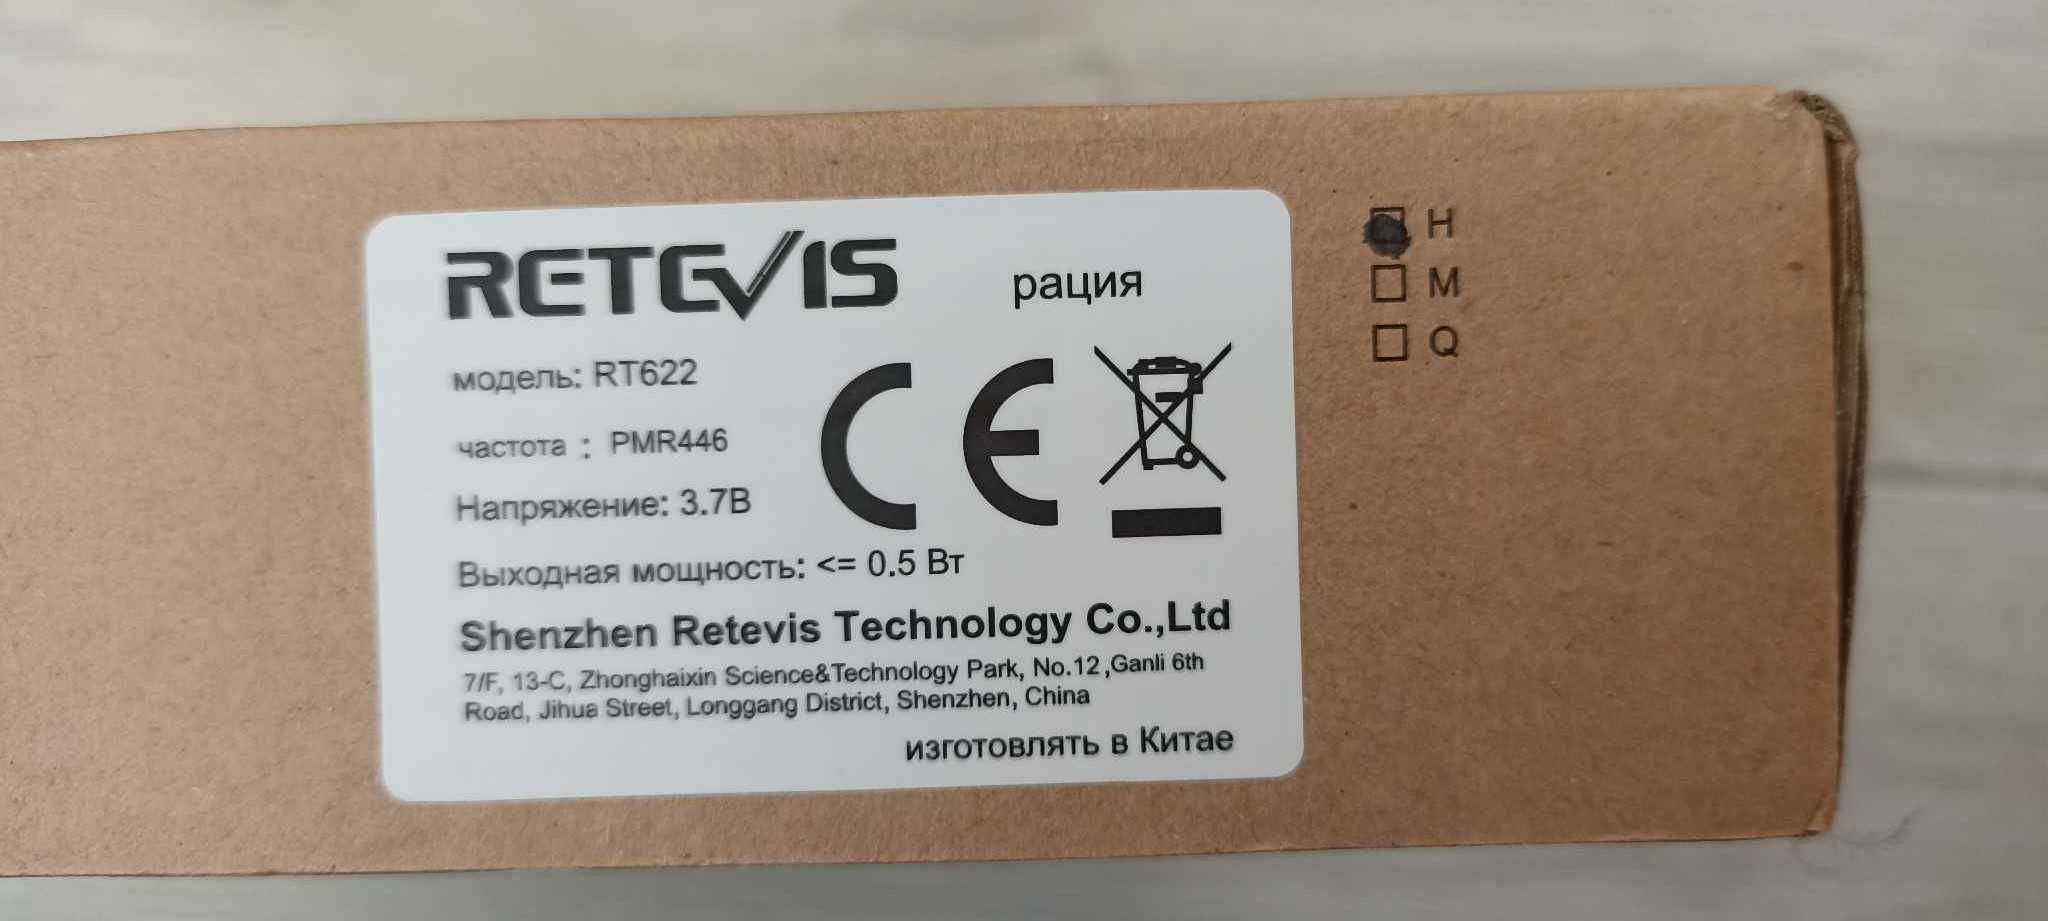 RETEVIS рация
модель: RT622
частота : PMR446
Напряжение: 3.7В
Выходная мощность: <= 0.5 Вт
CE
Shenzhen Retevis Technology Co.,Ltd
7/F, 13-C, Zhonghaixin Science&Technology Park, No.12 ,Ganli 6th
Road, Jihua Street, Longgang District, Shenzhen, China
изготовлять в Китае
H
M
Q